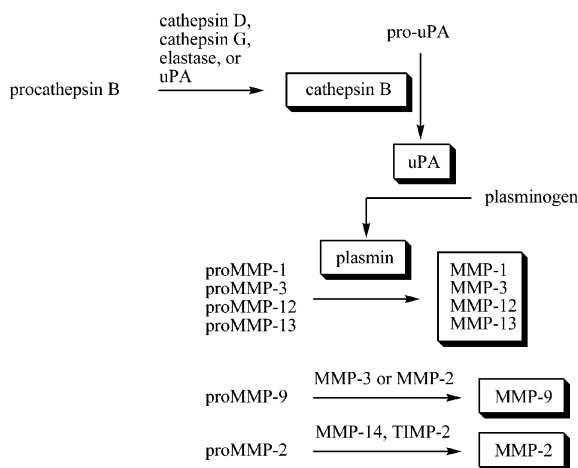 cathepsin D,
cathepsin G,
elastase, or
uPA
pro-uPA
procathepsin B
cathepsin B
uPA
plasminogen
plasmin
proMMP-1
proMMP-3
proMMP-12
proMMP-13
MMP-1
MMP-3
MMP-12
MMP-13
proMMP-9
MMP-3 or MMP-2
MMP-9
proMMP-2
MMP-14, TIMP-2
MMP-2